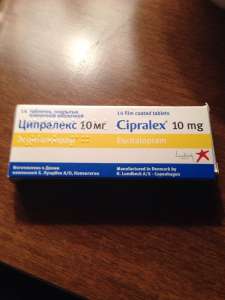 14 таблеток, покрытых
пленочной оболочкой
14 film coated tablets
Ципралекс 10 мг
Cipralex® 10 mg
Эсциталопрам
Escitalopram
Изготовлено в Дании
компанией Х. Лундбек А/О, Копенгаген
Manufactured in Denmark by
H. Lundbeck A/S - Copenhagen
Lundbeck